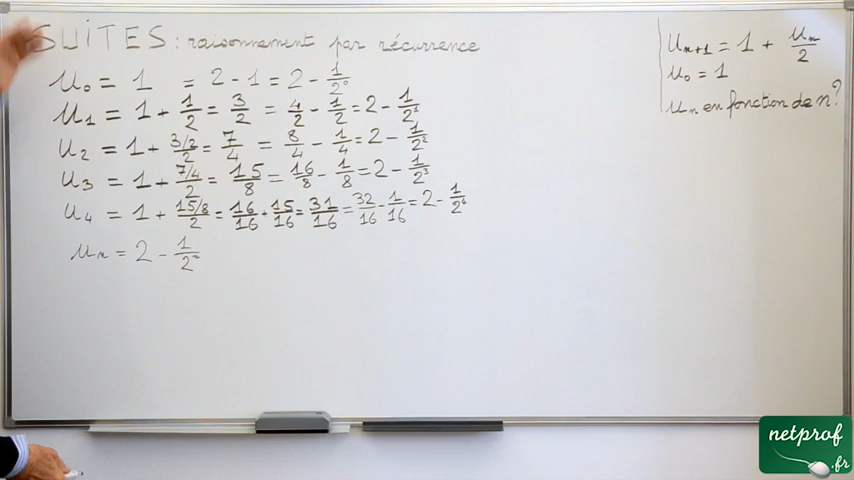 SUITES : raisonnement par récurrence
u₀ = 1 = 2 - 1 = 2 - 1/2⁰
u₁ = 1 + 1/2 = 3/2 = 4/2 - 1/2 = 2 - 1/2¹
u₂ = 1 + (3/2)/2 = 7/4 = 8/4 - 1/4 = 2 - 1/2²
u₃ = 1 + (7/4)/2 = 15/8 = 16/8 - 1/8 = 2 - 1/2³
u₄ = 1 + (15/8)/2 = 16/16 + 15/16 = 31/16 = 32/16 - 1/16 = 2 - 1/2⁴
uₙ = 2 - 1/2ⁿ
uₙ₊₁ = 1 + uₙ/2
u₀ = 1
uₙ en fonction de n ?
netprof
.fr